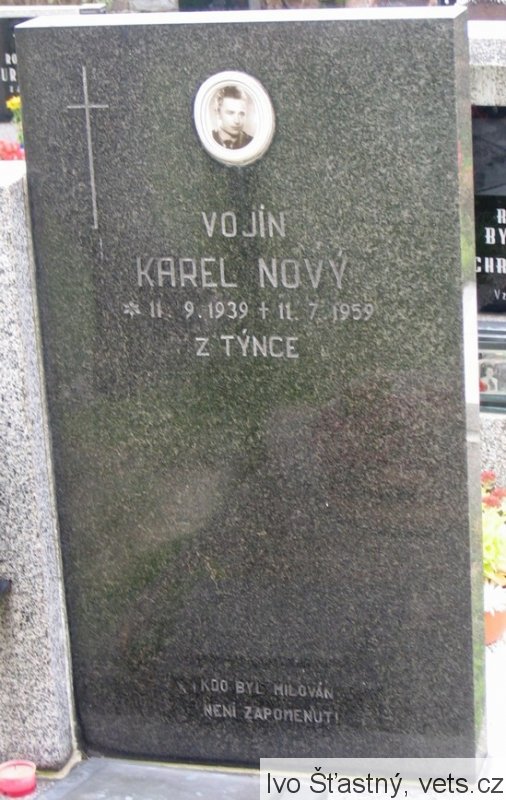 VOJÍN
KAREL NOVÝ
* 11. 9. 1939 † 11. 7. 1959
z TÝNCE
KDO BYL MILOVÁN
NENÍ ZAPOMENUT!
Ivo Šťastný, vets.cz